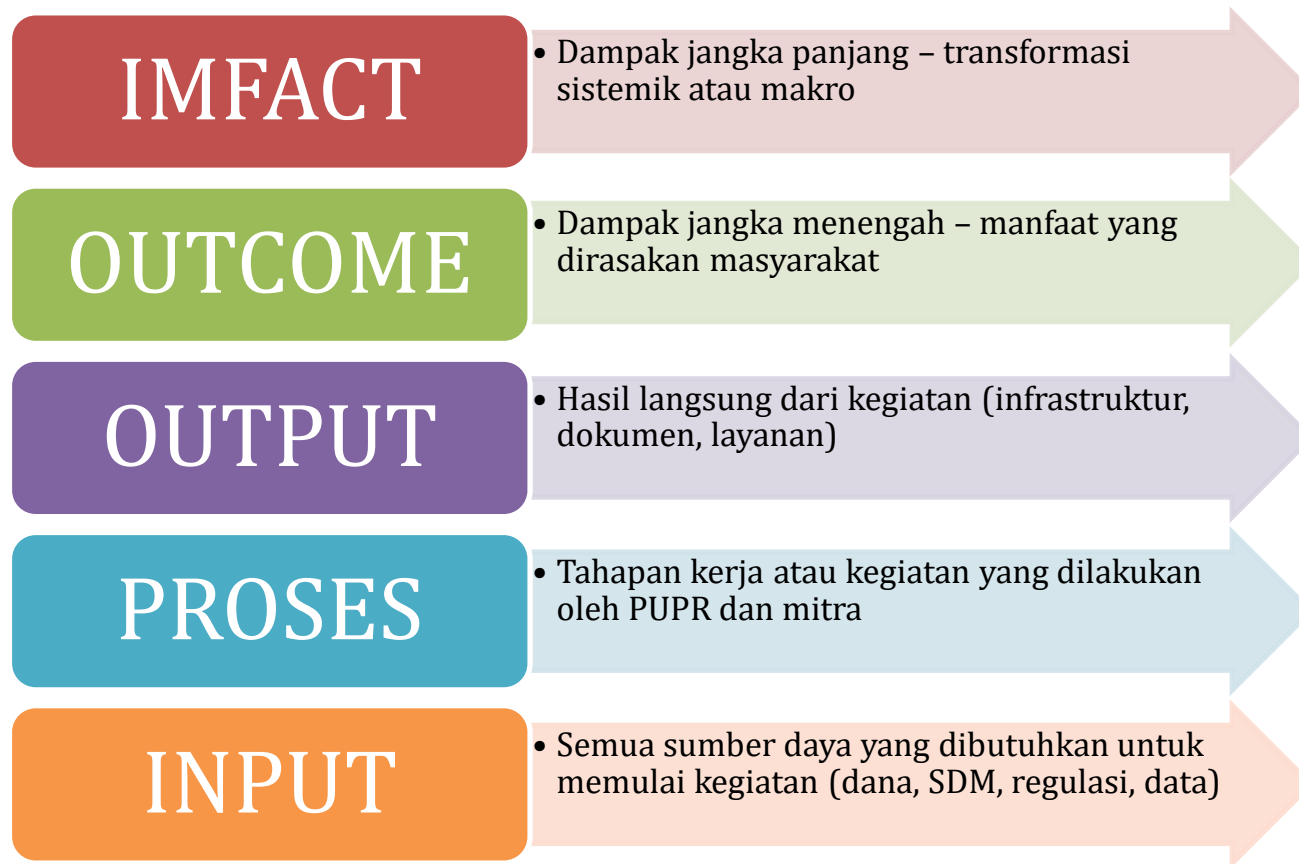 IMFACT
• Dampak jangka panjang – transformasi
sistemik atau makro
OUTCOME
• Dampak jangka menengah – manfaat yang
dirasakan masyarakat
OUTPUT
• Hasil langsung dari kegiatan (infrastruktur,
dokumen, layanan)
PROSES
• Tahapan kerja atau kegiatan yang dilakukan
oleh PUPR dan mitra
INPUT
• Semua sumber daya yang dibutuhkan untuk
memulai kegiatan (dana, SDM, regulasi, data)